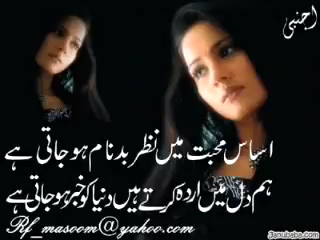 اجنبی
احساس محبت میں نظر بدنام ہو جاتی ہے
ہم دل میں اردہ کرتے ہیں دنیا کو خبر ہو جاتی ہے
Rf_masoom@yahoo.com